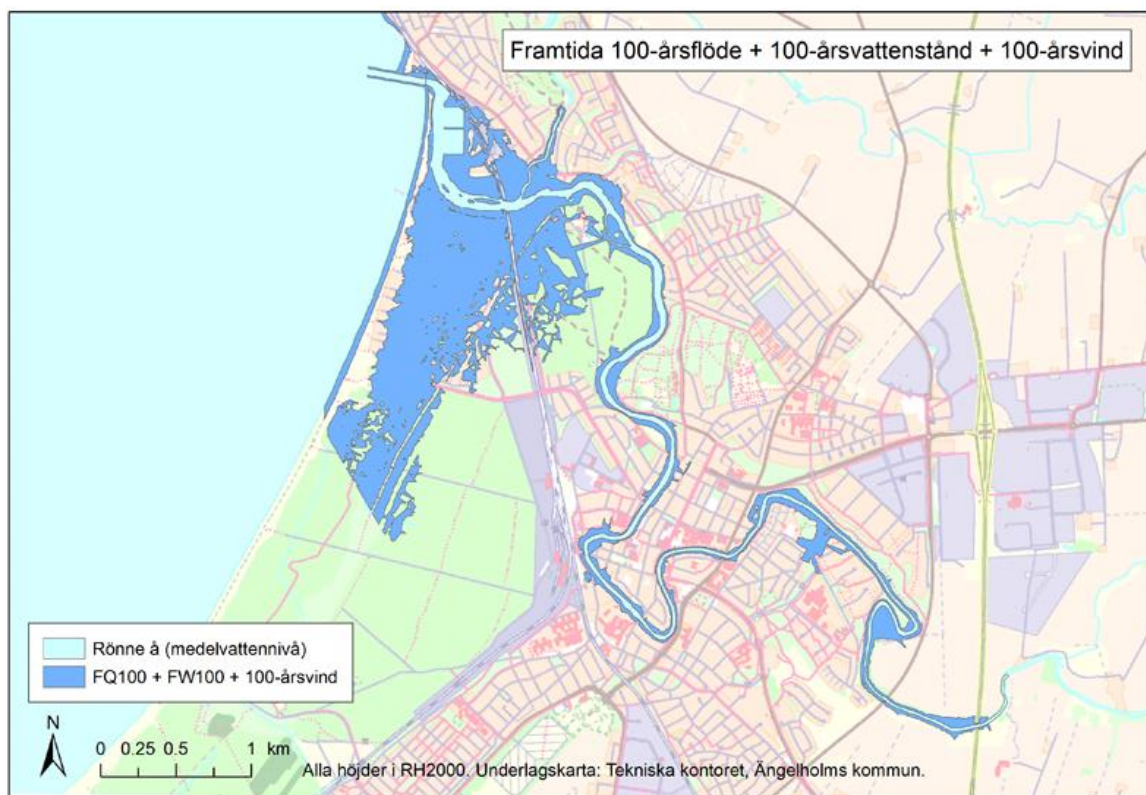 Framtida 100-årsflöde + 100-årsvattenstånd + 100-årsvind
Rönne å (medelvattennivå)
FQ100 + FW100 + 100-årsvind
N
0 0.25 0.5 1 km
Alla höjder i RH2000. Underlagskarta: Tekniska kontoret, Ängelholms kommun.